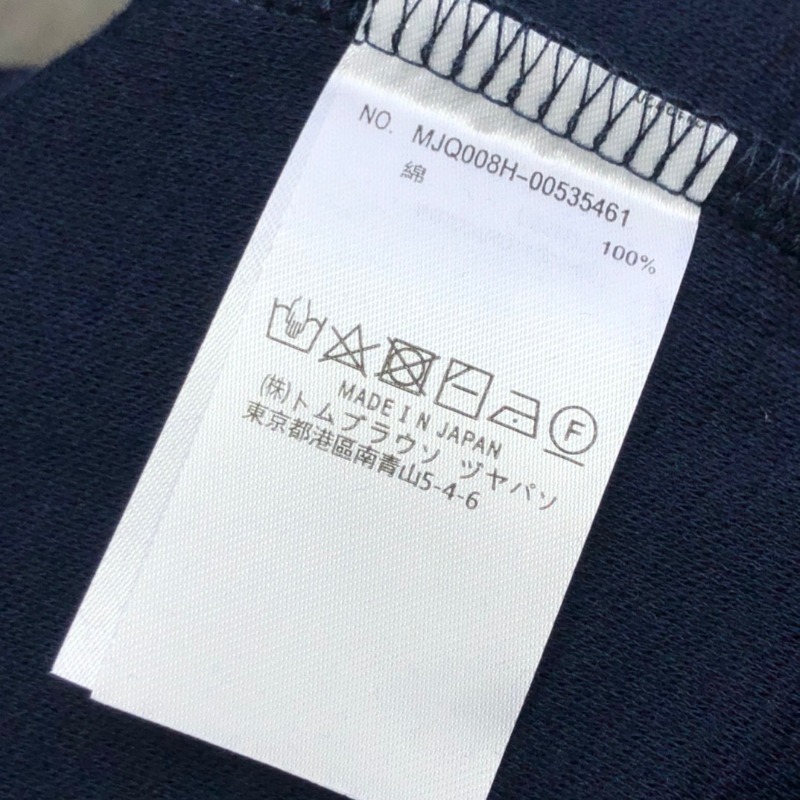 NO. MJQ008H-00535461
綿 100%
F
MADE IN JAPAN
(株)トムブラウソ ヅヤパソ
東京都港區南青山5-4-6